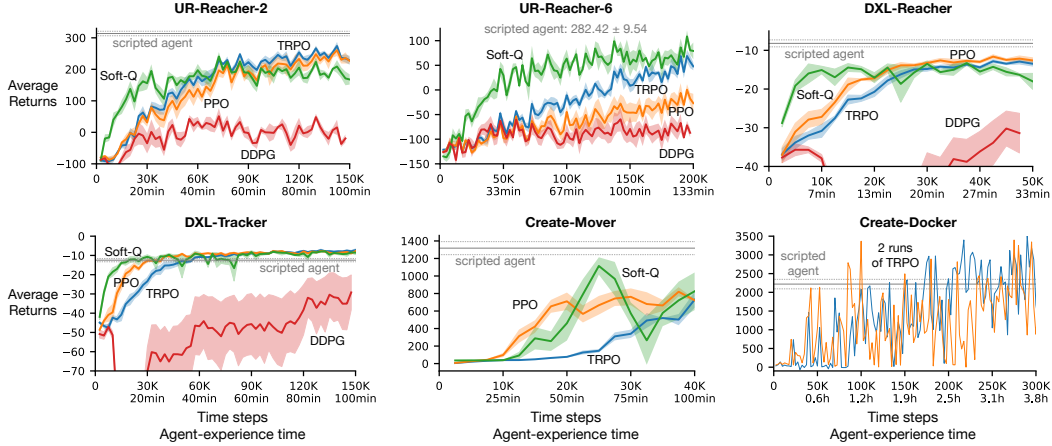 UR-Reacher-2
300
200
100
0
−100
Average
Returns
scripted agent
Soft-Q
TRPO
PPO
DDPG
0 30K 60K 90K 120K 150K
20min 40min 60min 80min 100min
UR-Reacher-6
scripted agent: 282.42 ± 9.54
100
50
0
−50
−100
−150
Soft-Q
TRPO
PPO
DDPG
0 50K 100K 150K 200K
33min 67min 100min 133min
DXL-Reacher
−10
−20
−30
−40
scripted agent
PPO
Soft-Q
TRPO
DDPG
0 10K 15K 20K 40K 50K
7min 13min 20min 27min 33min
DXL-Tracker
0
−10
−20
−30
−40
−50
−60
−70
Average
Returns
Soft-Q
PPO
TRPO
scripted agent
DDPG
0 30K 60K 90K 120K 150K
20min 40min 60min 80min 100min
Time steps
Agent-experience time
Create-Mover
1400
1200
1000
800
600
400
200
0
scripted agent
Soft-Q
PPO
TRPO
0 10K 20K 30K 40K
25min 50min 75min 100min
Time steps
Agent-experience time
Create-Docker
3500
3000
2500
2000
1500
1000
500
0
scripted
agent
2 runs
of TRPO
50K 100K 150K 200K 250K 300K
0.6h 1.2h 1.9h 2.5h 3.1h 3.8h
Time steps
Agent-experience time